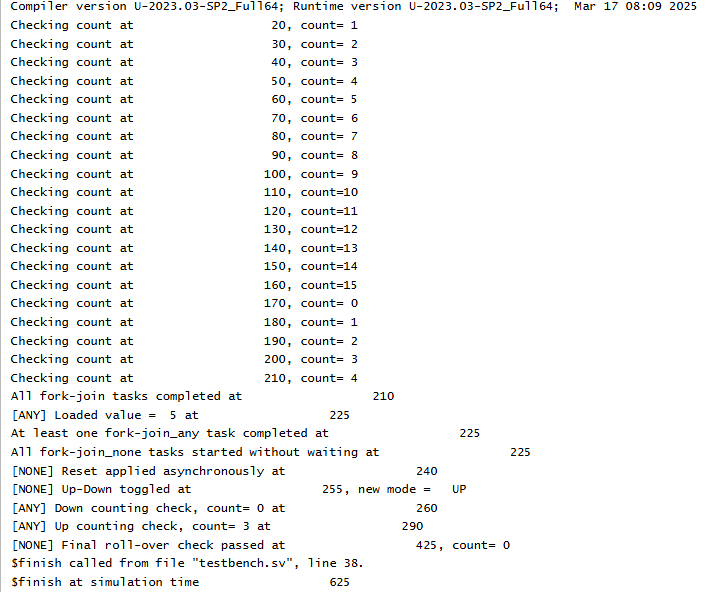 Compiler version U-2023.03-SP2_Full64; Runtime version U-2023.03-SP2_Full64;  Mar 17 08:09 2025
Checking count at                   20, count= 1
Checking count at                   30, count= 2
Checking count at                   40, count= 3
Checking count at                   50, count= 4
Checking count at                   60, count= 5
Checking count at                   70, count= 6
Checking count at                   80, count= 7
Checking count at                   90, count= 8
Checking count at                  100, count= 9
Checking count at                  110, count=10
Checking count at                  120, count=11
Checking count at                  130, count=12
Checking count at                  140, count=13
Checking count at                  150, count=14
Checking count at                  160, count=15
Checking count at                  170, count= 0
Checking count at                  180, count= 1
Checking count at                  190, count= 2
Checking count at                  200, count= 3
Checking count at                  210, count= 4
All fork-join tasks completed at                  210
[ANY] Loaded value =  5 at                  225
At least one fork-join_any task completed at                  225
All fork-join_none tasks started without waiting at                  225
[NONE] Reset applied asynchronously at                  240
[NONE] Up-Down toggled at                  255, new mode =   UP
[ANY] Down counting check, count= 0 at                  260
[ANY] Up counting check, count= 3 at                  290
[NONE] Final roll-over check passed at                  425, count= 0
$finish called from file "testbench.sv", line 38.
$finish at simulation time                  625